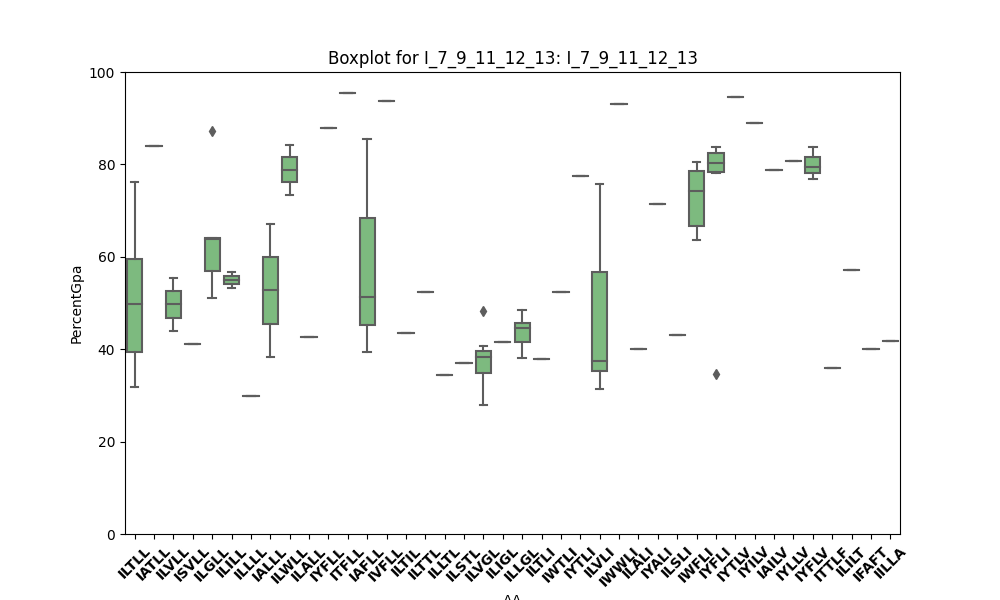 Boxplot for I_7_9_11_12_13: I_7_9_11_12_13
100
80
60
40
20
0
PercentGpa
ILTLL IATLL ILVLL ISVLL ILGLL ILILL ILLLL IALLL ILWLL ILALL IYFLL ITFLL IAFLL IVFLL ILTIL ILTTL ILLTL ILSTL ILVGL ILIGL ILLGL ILTLI IWTLI IYTLI ILVLI IWWLI ILALI IYALI ILSLI IWFLI IYFLI IYTLV IYILV IAILV IYLLV IYFLV ITTLF ILILT IFAFT IILLA
AA